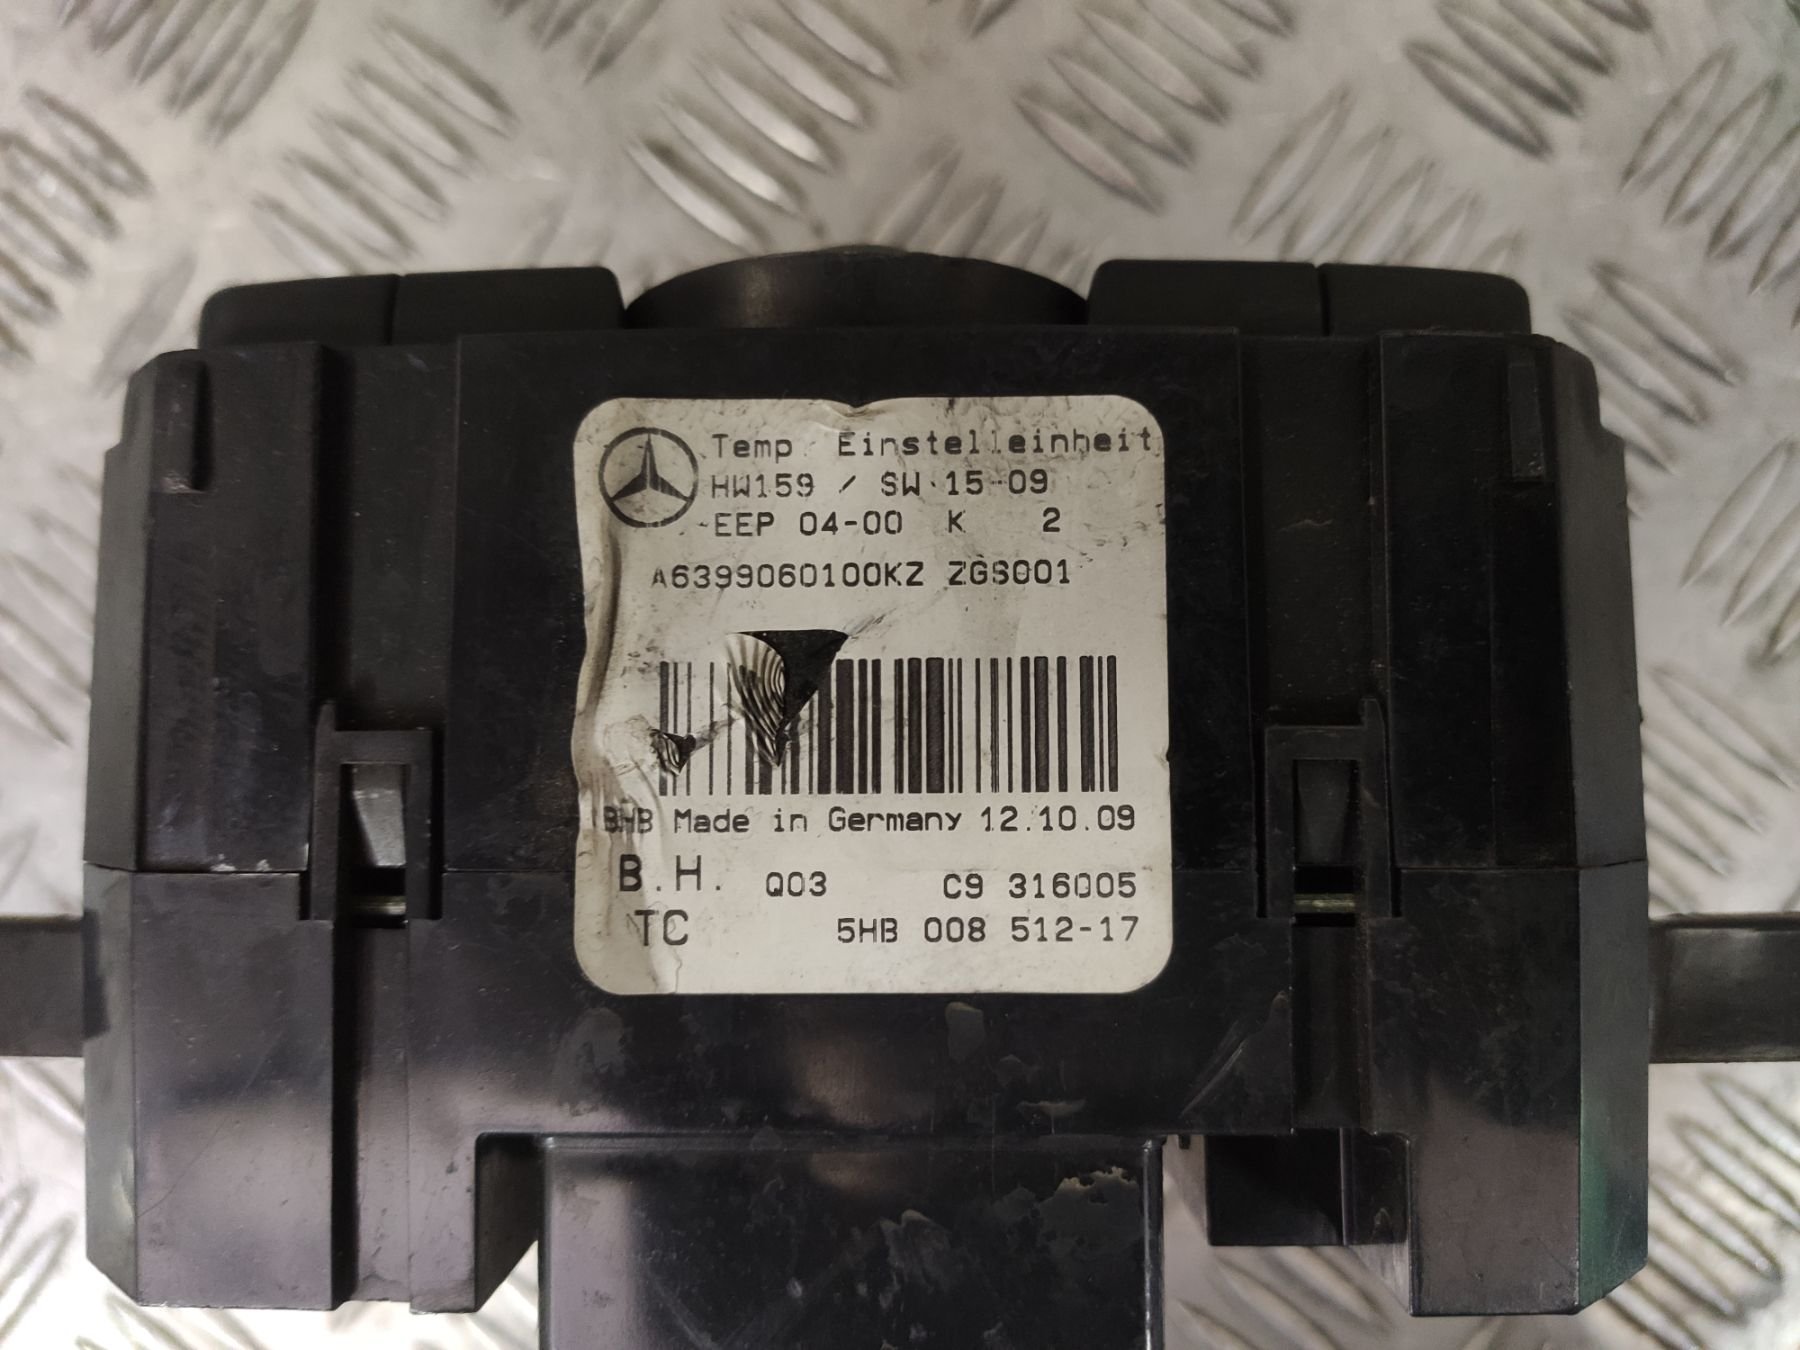 Temp. Einstelleinheit
HW159 / SW 15-09
EEP 04-00 K 2
A6399060100KZ ZGS001
BHB Made in Germany 12.10.09
B.H. Q03 C9 316005
TC 5HB 008 512-17